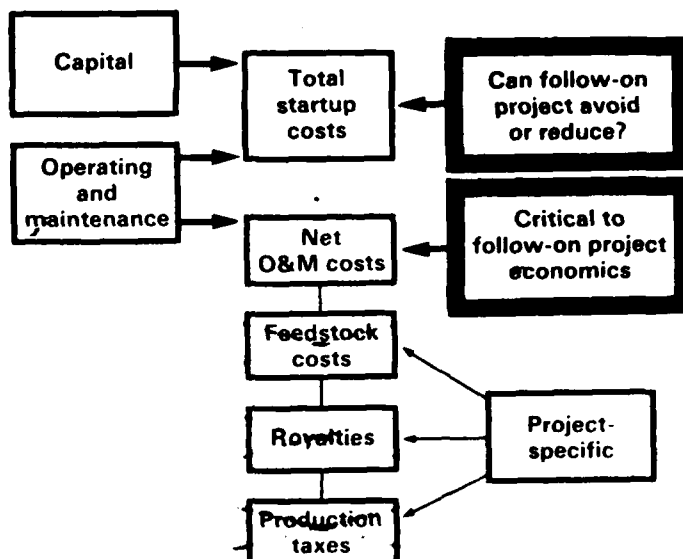 Capital
Total
startup
costs
Can follow-on
project avoid
or reduce?
Operating
and
maintenance
Net
O&M costs
Critical to
follow-on project
economics
Feedstock
costs
Royalties
Project-
specific
Production
taxes